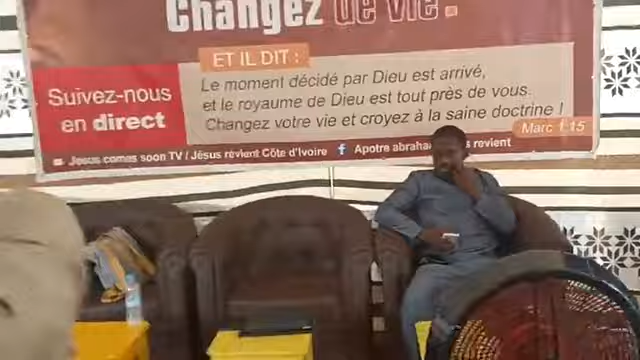 Changez de vie.
ET IL DIT :
Le moment décidé par Dieu est arrivé,
et le royaume de Dieu est tout près de vous.
Changez votre vie et croyez à la saine doctrine !
Marc 1:15
Suivez-nous
en direct
Jesus comes soon TV / Jésus revient Côte d'Ivoire
Apotre abraham revient